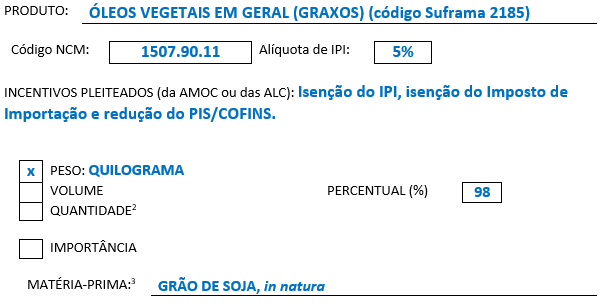 PRODUTO: ÓLEOS VEGETAIS EM GERAL (GRAXOS) (código Suframa 2185)
Código NCM: 1507.90.11 Alíquota de IPI: 5%
INCENTIVOS PLEITEADOS (da AMOC ou das ALC): Isenção do IPI, isenção do Imposto de
Importação e redução do PIS/COFINS.
x PESO: QUILOGRAMA
VOLUME PERCENTUAL (%) 98
QUANTIDADE²
IMPORTÂNCIA
MATÉRIA-PRIMA:³ GRÃO DE SOJA, in natura